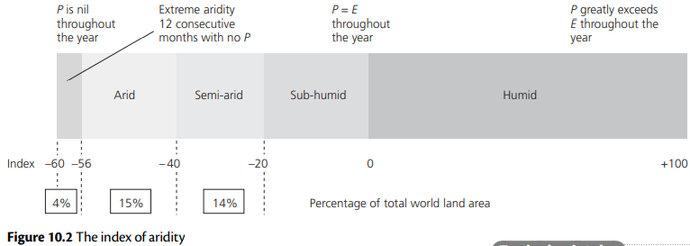 P is nil
throughout
the year
Extreme aridity
12 consecutive
months with no P
P = E
throughout
the year
P greatly exceeds
E throughout the
year
Arid
Semi-arid
Sub-humid
Humid
Index –60 –56 –40 –20 0 +100
4% 15% 14% Percentage of total world land area
Figure 10.2 The index of aridity